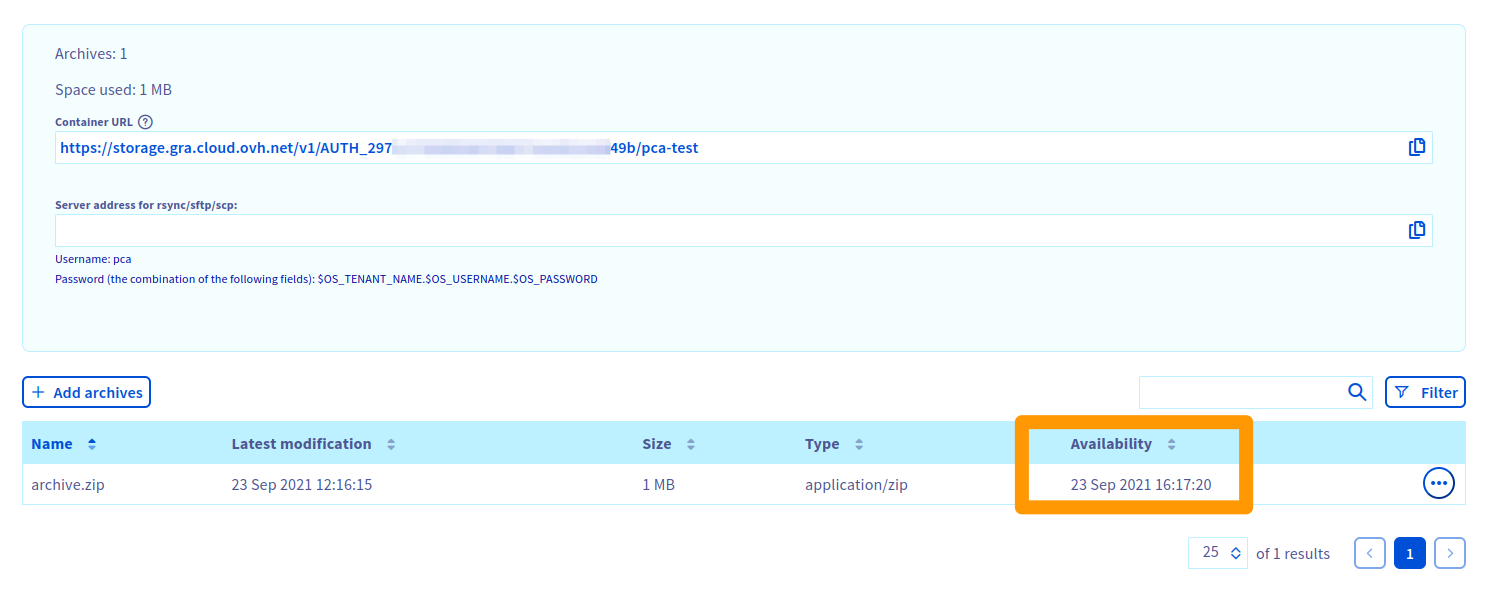 Archives: 1
Space used: 1 MB
Container URL ?
https://storage.gra.cloud.ovh.net/v1/AUTH_297 49b/pca-test
Server address for rsync/sftp/scp:
Username: pca
Password (the combination of the following fields): $OS_TENANT_NAME.$OS_USERNAME.$OS_PASSWORD
+ Add archives Filter
Name Latest modification Size Type Availability
archive.zip 23 Sep 2021 12:16:15 1 MB application/zip 23 Sep 2021 16:17:20
25 of 1 results 1